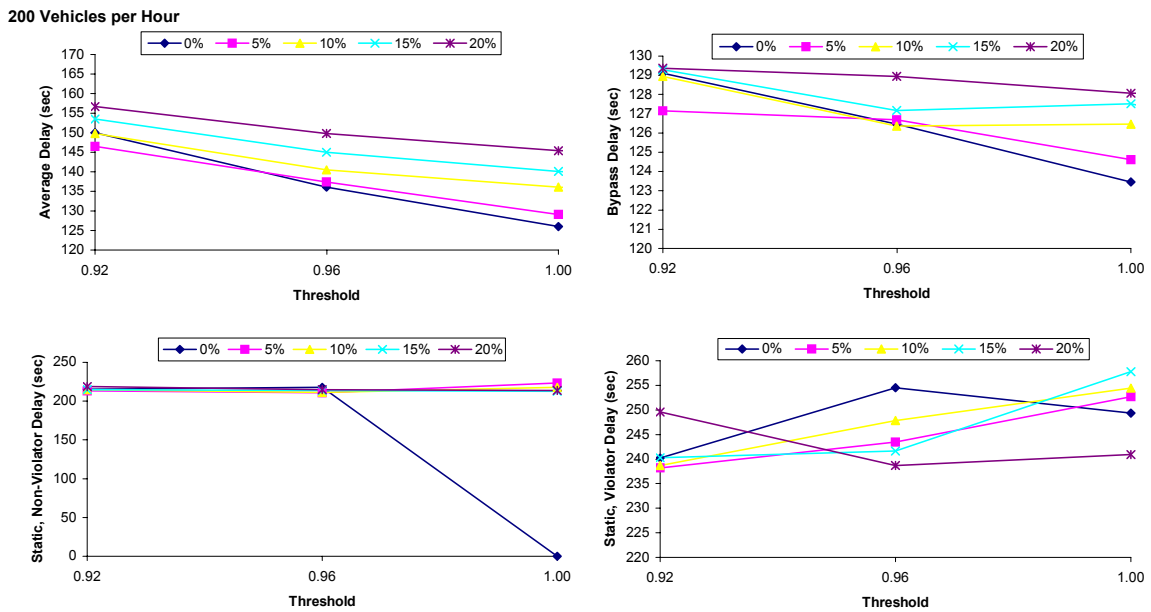 200 Vehicles per Hour
0% 5% 10% 15% 20%
Average Delay (sec)
170
165
160
155
150
145
140
135
130
125
120
0.92 0.96 1.00
Threshold
0% 5% 10% 15% 20%
Bypass Delay (sec)
130
129
128
127
126
125
124
123
122
121
120
0.92 0.96 1.00
Threshold
0% 5% 10% 15% 20%
Static, Non-Violator Delay (sec)
250
200
150
100
50
0
0.92 0.96 1.00
Threshold
0% 5% 10% 15% 20%
Static, Violator Delay (sec)
260
255
250
245
240
235
230
225
220
0.92 0.96 1.00
Threshold